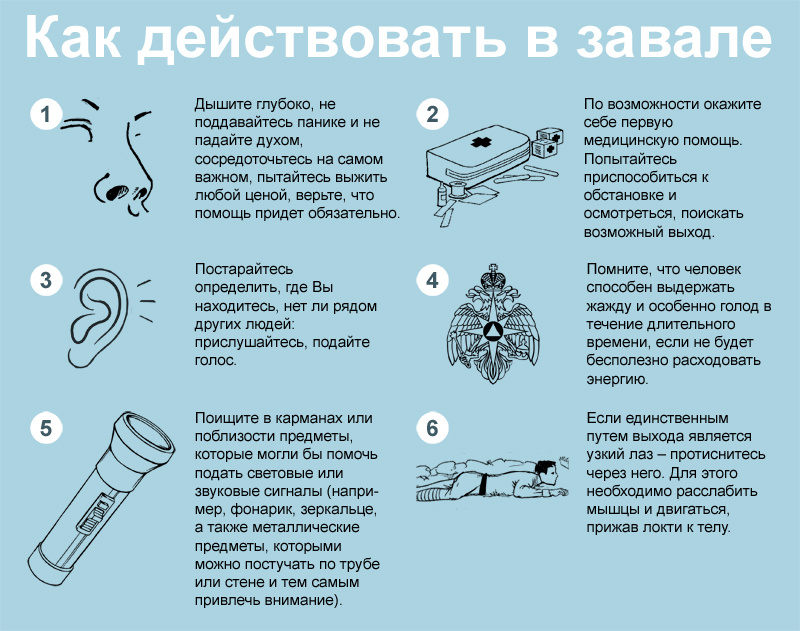 Как действовать в завале
1
Дышите глубоко, не
поддавайтесь панике и не
падайте духом,
сосредоточьтесь на самом
важном, пытайтесь выжить
любой ценой, верьте, что
помощь придет обязательно.
2
По возможности окажите
себе первую
медицинскую помощь.
Попытайтесь
приспособиться к
обстановке и
осмотреться, поискать
возможный выход.
3
Постарайтесь
определить, где Вы
находитесь, нет ли рядом
других людей:
прислушайтесь, подайте
голос.
4
Помните, что человек
способен выдержать
жажду и особенно голод в
течение длительного
времени, если не будет
бесполезно расходовать
энергию.
5
Поищите в карманах или
поблизости предметы,
которые могли бы помочь
подать световые или
звуковые сигналы (напри-
мер, фонарик, зеркальце,
а также металлические
предметы, которыми
можно постучать по трубе
или стене и тем самым
привлечь внимание).
6
Если единственным
путем выхода является
узкий лаз – протиснитесь
через него. Для этого
необходимо расслабить
мышцы и двигаться,
прижав локти к телу.